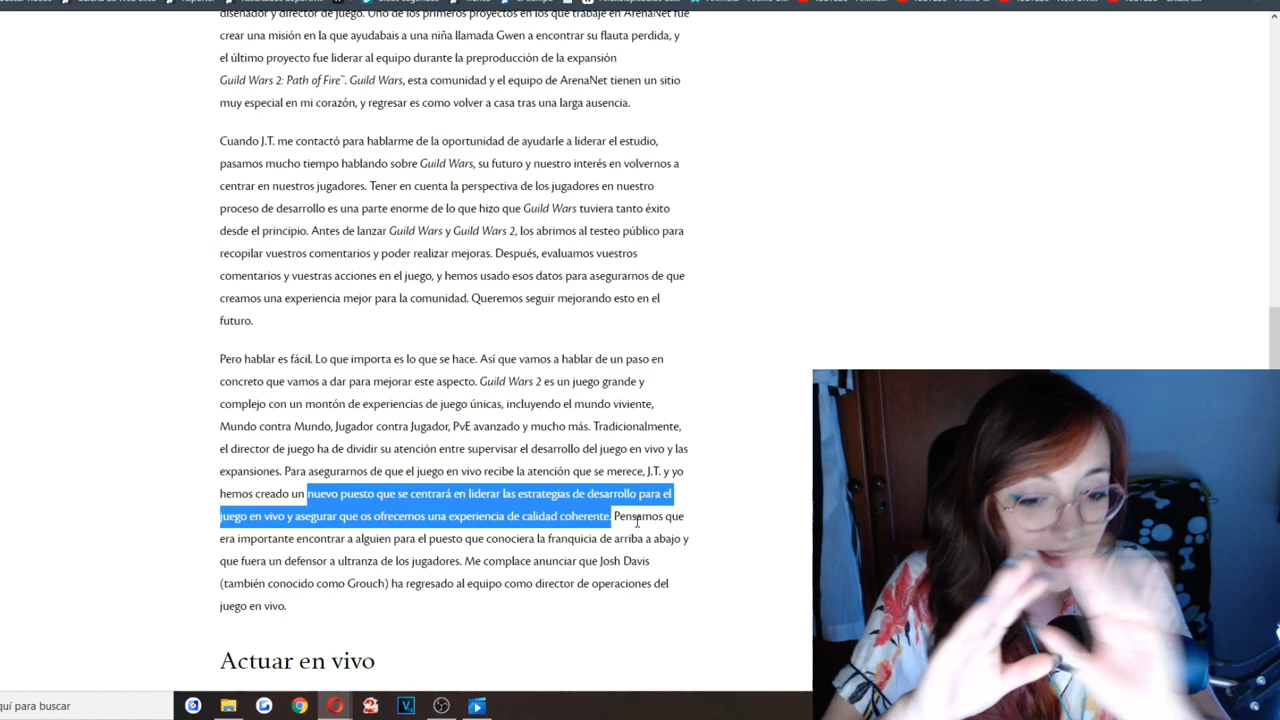 diseñador y director de juego. Uno de los primeros proyectos en los que trabajé en ArenaNet fue
crear una misión en la que ayudabais a una niña llamada Gwen a encontrar su flauta perdida, y
el último proyecto fue liderar al equipo durante la preproducción de la expansión
Guild Wars 2: Path of Fire™. Guild Wars, esta comunidad y el equipo de ArenaNet tienen un sitio
muy especial en mi corazón, y regresar es como volver a casa tras una larga ausencia.
Cuando J.T. me contactó para hablarme de la oportunidad de ayudarle a liderar el estudio,
pasamos mucho tiempo hablando sobre Guild Wars, su futuro y nuestro interés en volvernos a
centrar en nuestros jugadores. Tener en cuenta la perspectiva de los jugadores en nuestro
proceso de desarrollo es una parte enorme de lo que hizo que Guild Wars tuviera tanto éxito
desde el principio. Antes de lanzar Guild Wars y Guild Wars 2, los abrimos al testeo público para
recopilar vuestros comentarios y poder realizar mejoras. Después, evaluamos vuestros
comentarios y vuestras acciones en el juego, y hemos usado esos datos para asegurarnos de que
creamos una experiencia mejor para la comunidad. Queremos seguir mejorando esto en el
futuro.
Pero hablar es fácil. Lo que importa es lo que se hace. Así que vamos a hablar de un paso en
concreto que vamos a dar para mejorar este aspecto. Guild Wars 2 es un juego grande y
complejo con un montón de experiencias de juego únicas, incluyendo el mundo viviente,
Mundo contra Mundo, Jugador contra Jugador, PvE avanzado y mucho más. Tradicionalmente,
el director de juego ha de dividir su atención entre supervisar el desarrollo del juego en vivo y las
expansiones. Para asegurarnos de que el juego en vivo recibe la atención que se merece, J.T. y yo
hemos creado un nuevo puesto que se centrará en liderar las estrategias de desarrollo para el
juego en vivo y asegurar que os ofrecemos una experiencia de calidad coherente. Pensamos que
era importante encontrar a alguien para el puesto que conociera la franquicia de arriba a abajo y
que fuera un defensor a ultranza de los jugadores. Me complace anunciar que Josh Davis
(también conocido como Grouch) ha regresado al equipo como director de operaciones del
juego en vivo.
Actuar en vivo
quí para buscar